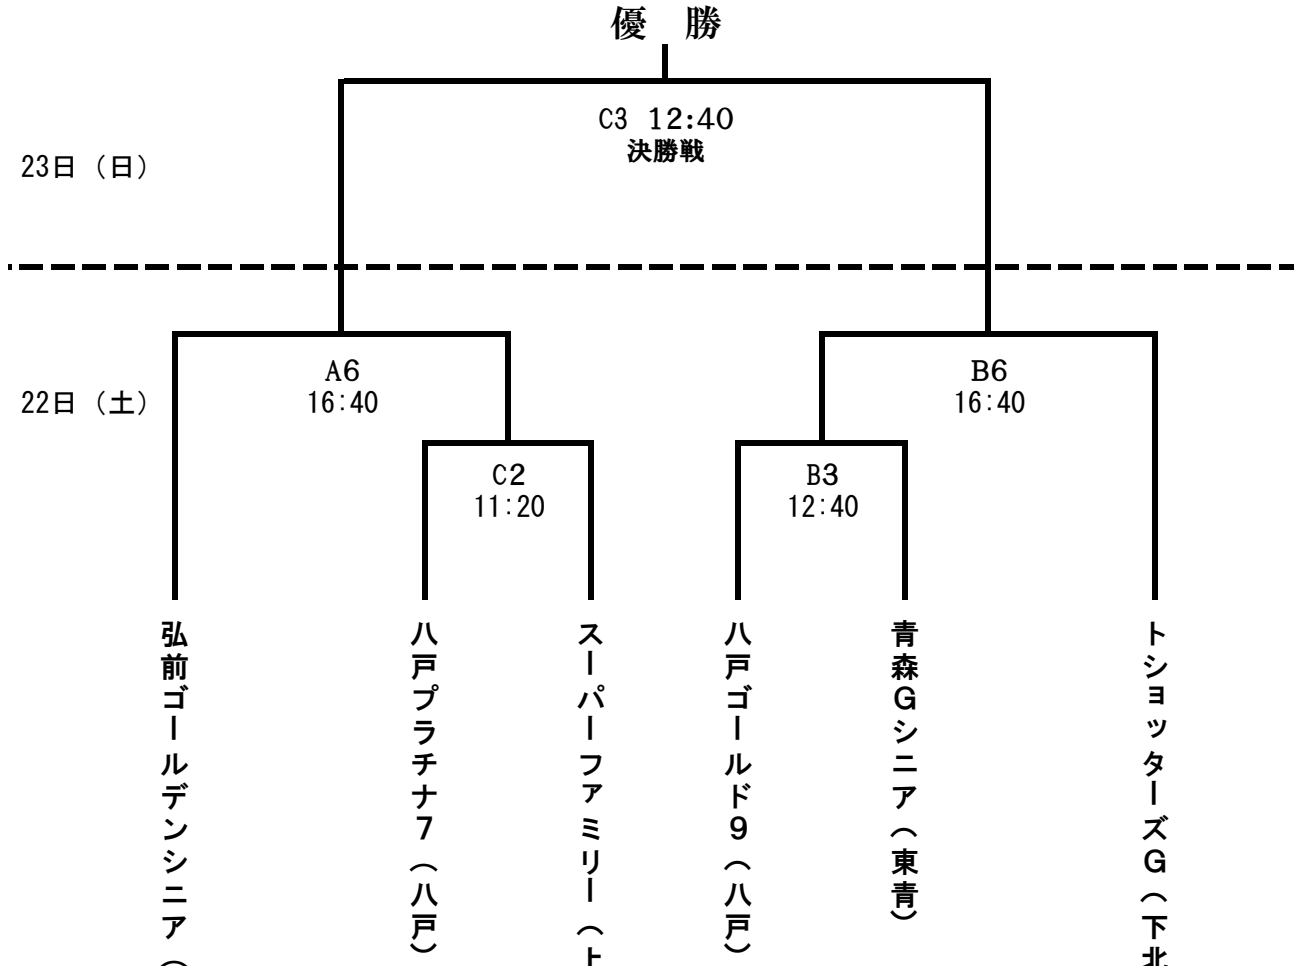 優　勝
C3 12:40
決勝戦
23日（日）
A6
16:40
B6
16:40
22日（土）
C2
11:20
B3
12:40
弘前ゴールデンシニア（
八戸プラチナ７（八戸）
スーパーファミリー（上
八戸ゴールド９（八戸）
青森Ｇシニア（東青）
トショッターズＧ（下北